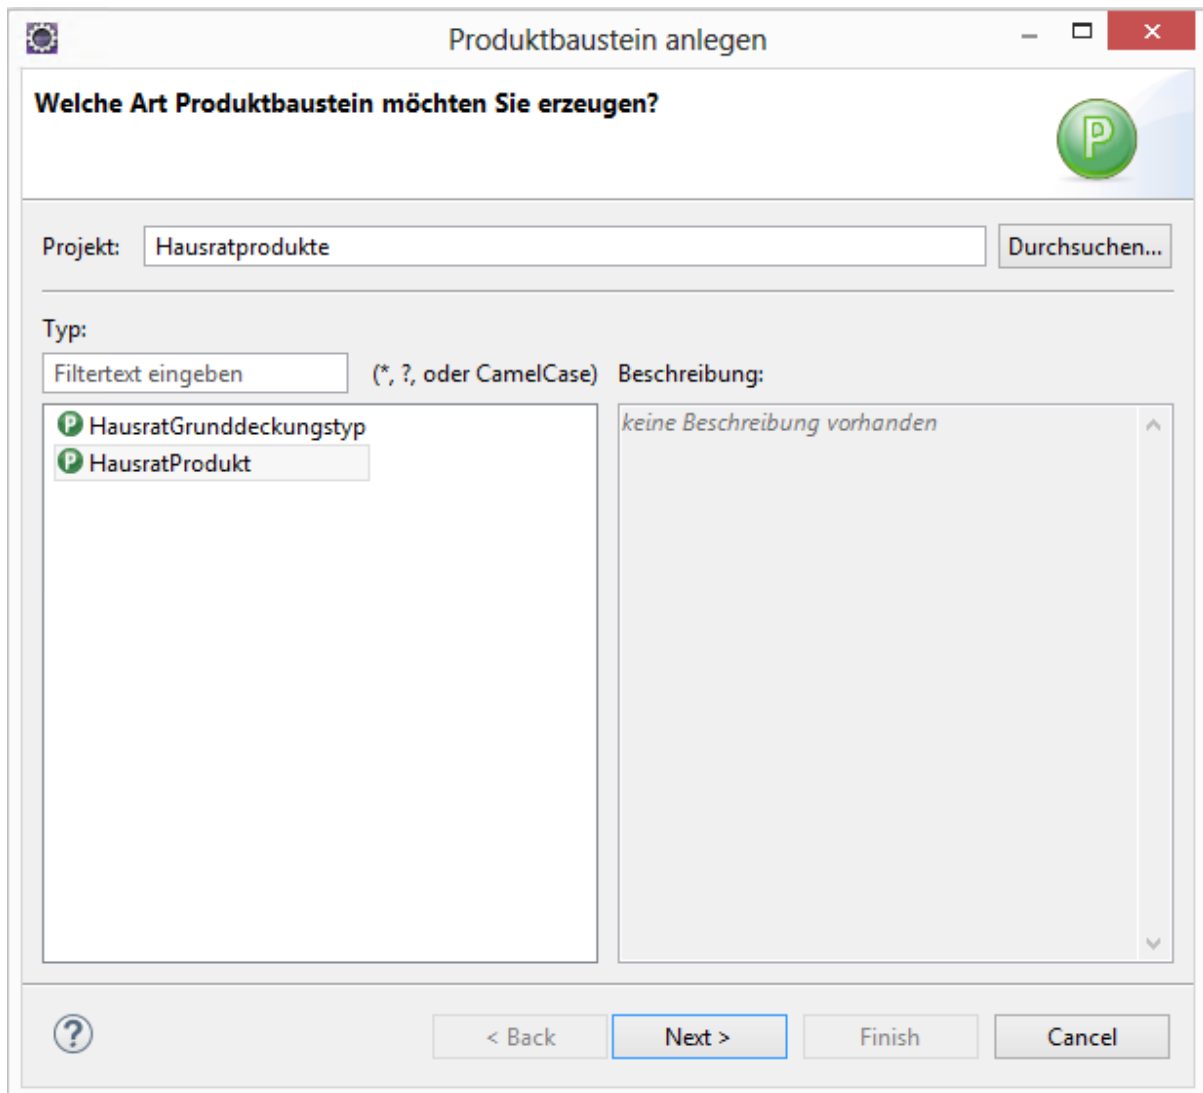 Produktbaustein anlegen
Welche Art Produktbaustein möchten Sie erzeugen?
P
Projekt: Hausratprodukte Durchsuchen...
Typ:
Filtertext eingeben (*, ?, oder CamelCase) Beschreibung:
P HausratGrunddeckungstyp keine Beschreibung vorhanden
P HausratProdukt
? < Back Next > Finish Cancel